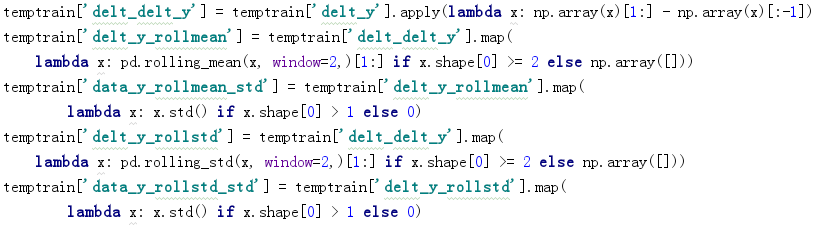 temptrain['delt_delt_y'] = temptrain['delt_y'].apply(lambda x: np.array(x)[1:] - np.array(x)[:-1])
temptrain['delt_y_rollmean'] = temptrain['delt_delt_y'].map(
    lambda x: pd.rolling_mean(x, window=2,)[1:] if x.shape[0] >= 2 else np.array([]))
temptrain['data_y_rollmean_std'] = temptrain['delt_y_rollmean'].map(
        lambda x: x.std() if x.shape[0] > 1 else 0)
temptrain['delt_y_rollstd'] = temptrain['delt_delt_y'].map(
    lambda x: pd.rolling_std(x, window=2,)[1:] if x.shape[0] >= 2 else np.array([]))
temptrain['data_y_rollstd_std'] = temptrain['delt_y_rollstd'].map(
        lambda x: x.std() if x.shape[0] > 1 else 0)